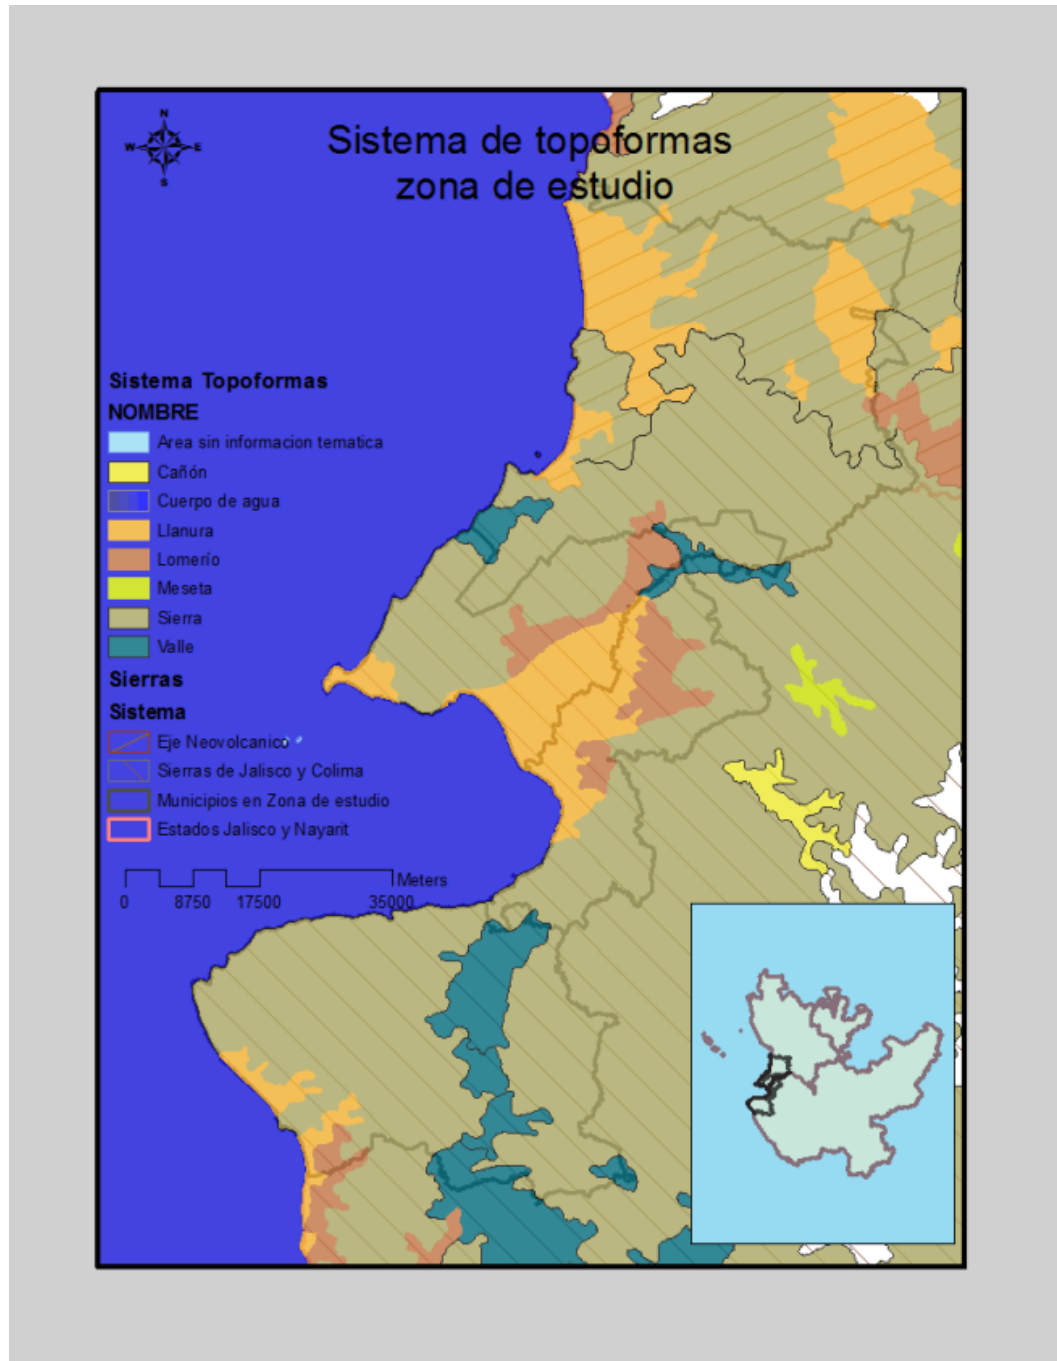 N
W E
S
Sistema de topoformas
zona de estudio
Sistema Topoformas
NOMBRE
Area sin informacion tematica
Cañón
Cuerpo de agua
Llanura
Lomerío
Meseta
Sierra
Valle
Sierras
Sistema
Eje Neovolcanico
Sierras de Jalisco y Colima
Municipios en Zona de estudio
Estados Jalisco y Nayarit
Meters
0 8750 17500 35000